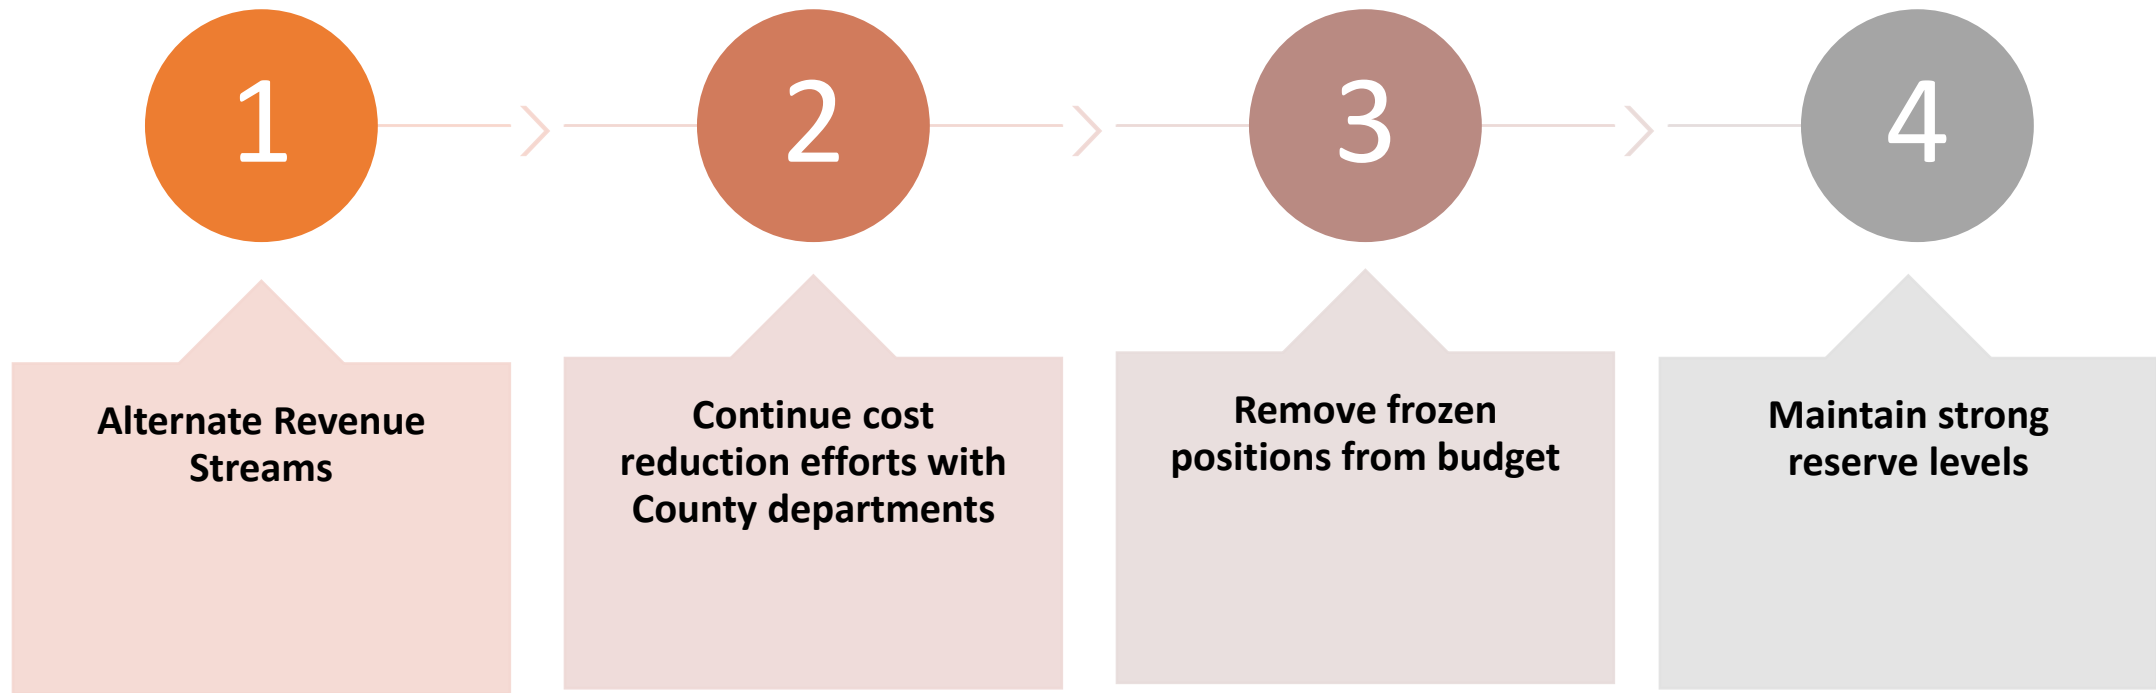 1
2
3
4
Alternate Revenue
Streams
Continue cost
reduction efforts with
County departments
Remove frozen
positions from budget
Maintain strong
reserve levels